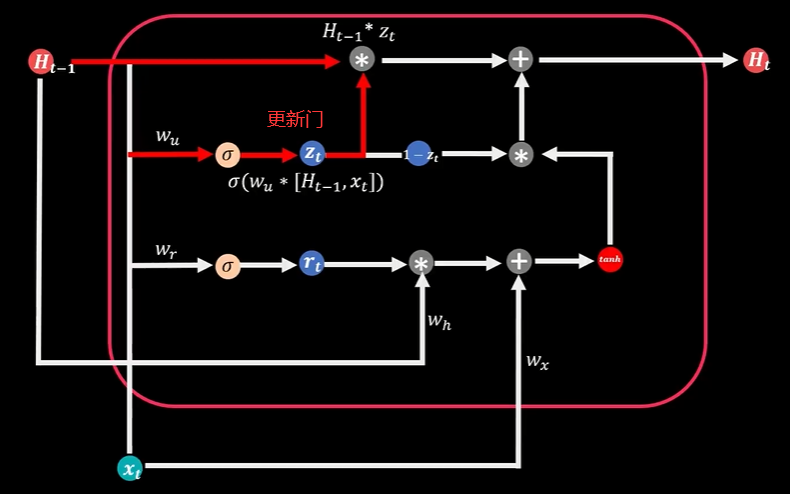 H_{t-1} * z_t
H_{t-1}
*
+
H_t
更新门
w_u
σ
z_t
1 - z_t
*
σ(w_u * [H_{t-1}, x_t])
w_r
σ
r_t
*
+
tanh
w_h
w_x
x_t